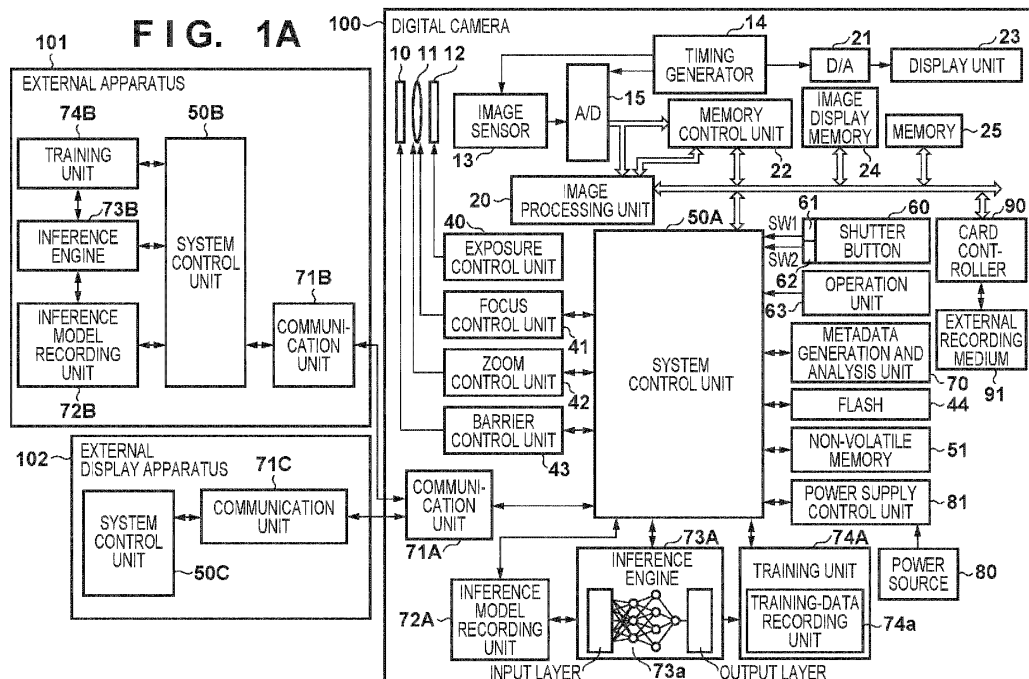 FIG. 1A
101
EXTERNAL APPARATUS
74B
TRAINING
UNIT
73B
INFERENCE
ENGINE
INFERENCE
MODEL
RECORDING
UNIT
72B
50B
SYSTEM
CONTROL
UNIT
71B
COMMUNI-
CATION
UNIT
102
EXTERNAL
DISPLAY APPARATUS
71C
COMMUNICATION
UNIT
SYSTEM
CONTROL
UNIT
50C
100
DIGITAL CAMERA
10
11
12
IMAGE
SENSOR
13
A/D
15
14
TIMING
GENERATOR
21
D/A
23
DISPLAY UNIT
MEMORY
CONTROL UNIT
22
IMAGE
DISPLAY
MEMORY
24
MEMORY
25
20
IMAGE
PROCESSING UNIT
40
EXPOSURE
CONTROL UNIT
FOCUS
CONTROL UNIT
41
ZOOM
CONTROL UNIT
42
BARRIER
CONTROL UNIT
43
50A
SYSTEM
CONTROL UNIT
SW1
SW2
61
62
60
SHUTTER
BUTTON
OPERATION
UNIT
63
90
CARD
CONT-
ROLLER
EXTERNAL
RECORDING
MEDIUM
91
METADATA
GENERATION AND
ANALYSIS UNIT
70
FLASH
44
NON-VOLATILE
MEMORY
51
POWER SUPPLY
CONTROL UNIT
81
POWER
SOURCE
80
COMMUNI-
CATION
UNIT
71A
72A
INFERENCE
MODEL
RECORDING
UNIT
73A
INFERENCE
ENGINE
INPUT LAYER
73a
OUTPUT LAYER
74A
TRAINING UNIT
TRAINING-DATA
RECORDING
UNIT
74a